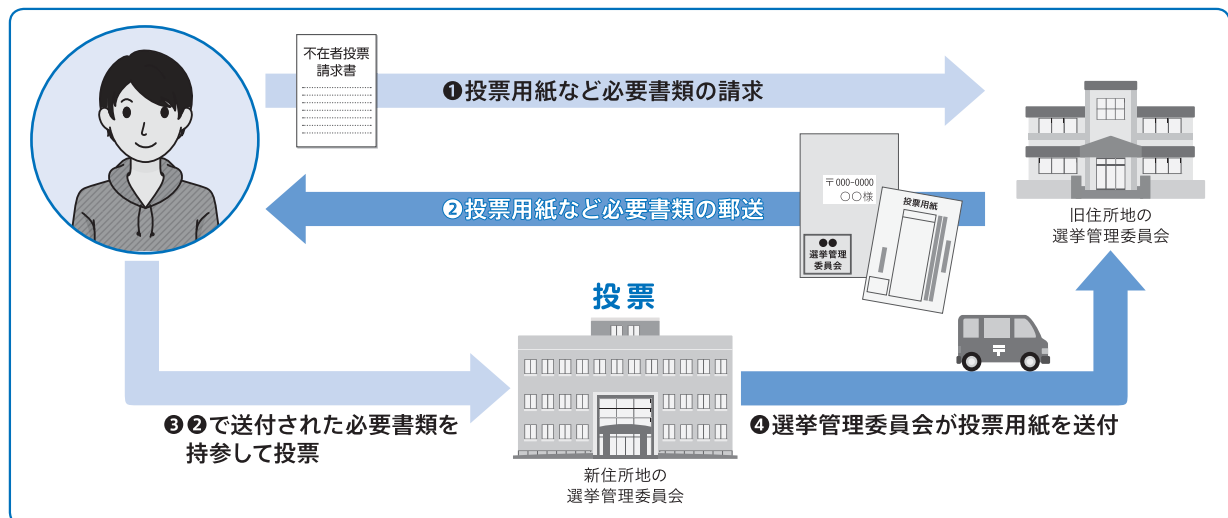 不在者投票
請求書
❶投票用紙など必要書類の請求
〒000-0000
○○様
投票用紙
●●
選挙管理
委員会
❷投票用紙など必要書類の郵送
旧住所地の
選挙管理委員会
投票
〒
❸❷で送付された必要書類を
持参して投票
新住所地の
選挙管理委員会
❹選挙管理委員会が投票用紙を送付